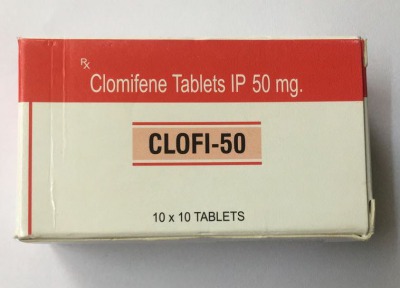 Rx
Clomifene Tablets IP 50 mg.
CLOFI-50
10 x 10 TABLETS